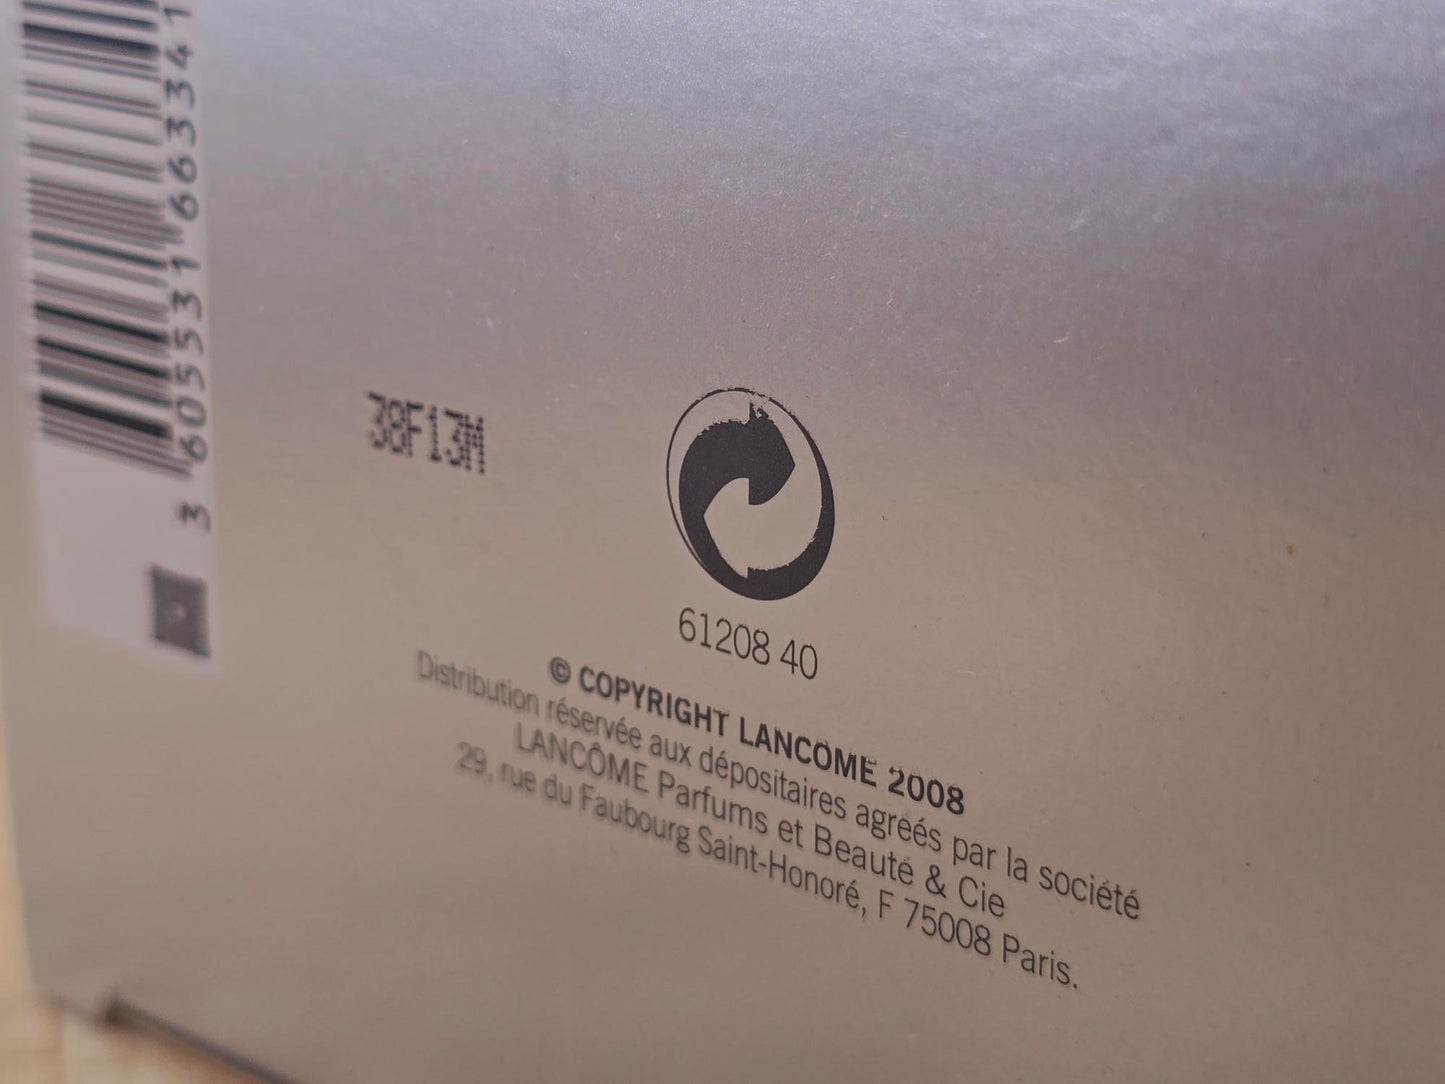 3 605531 663341
38F13M
61208 40
© COPYRIGHT LANCÔME 2008
Distribution réservée aux dépositaires agréés par la société
LANCÔME Parfums et Beauté & Cie
29, rue du Faubourg Saint-Honoré, F 75008 Paris.